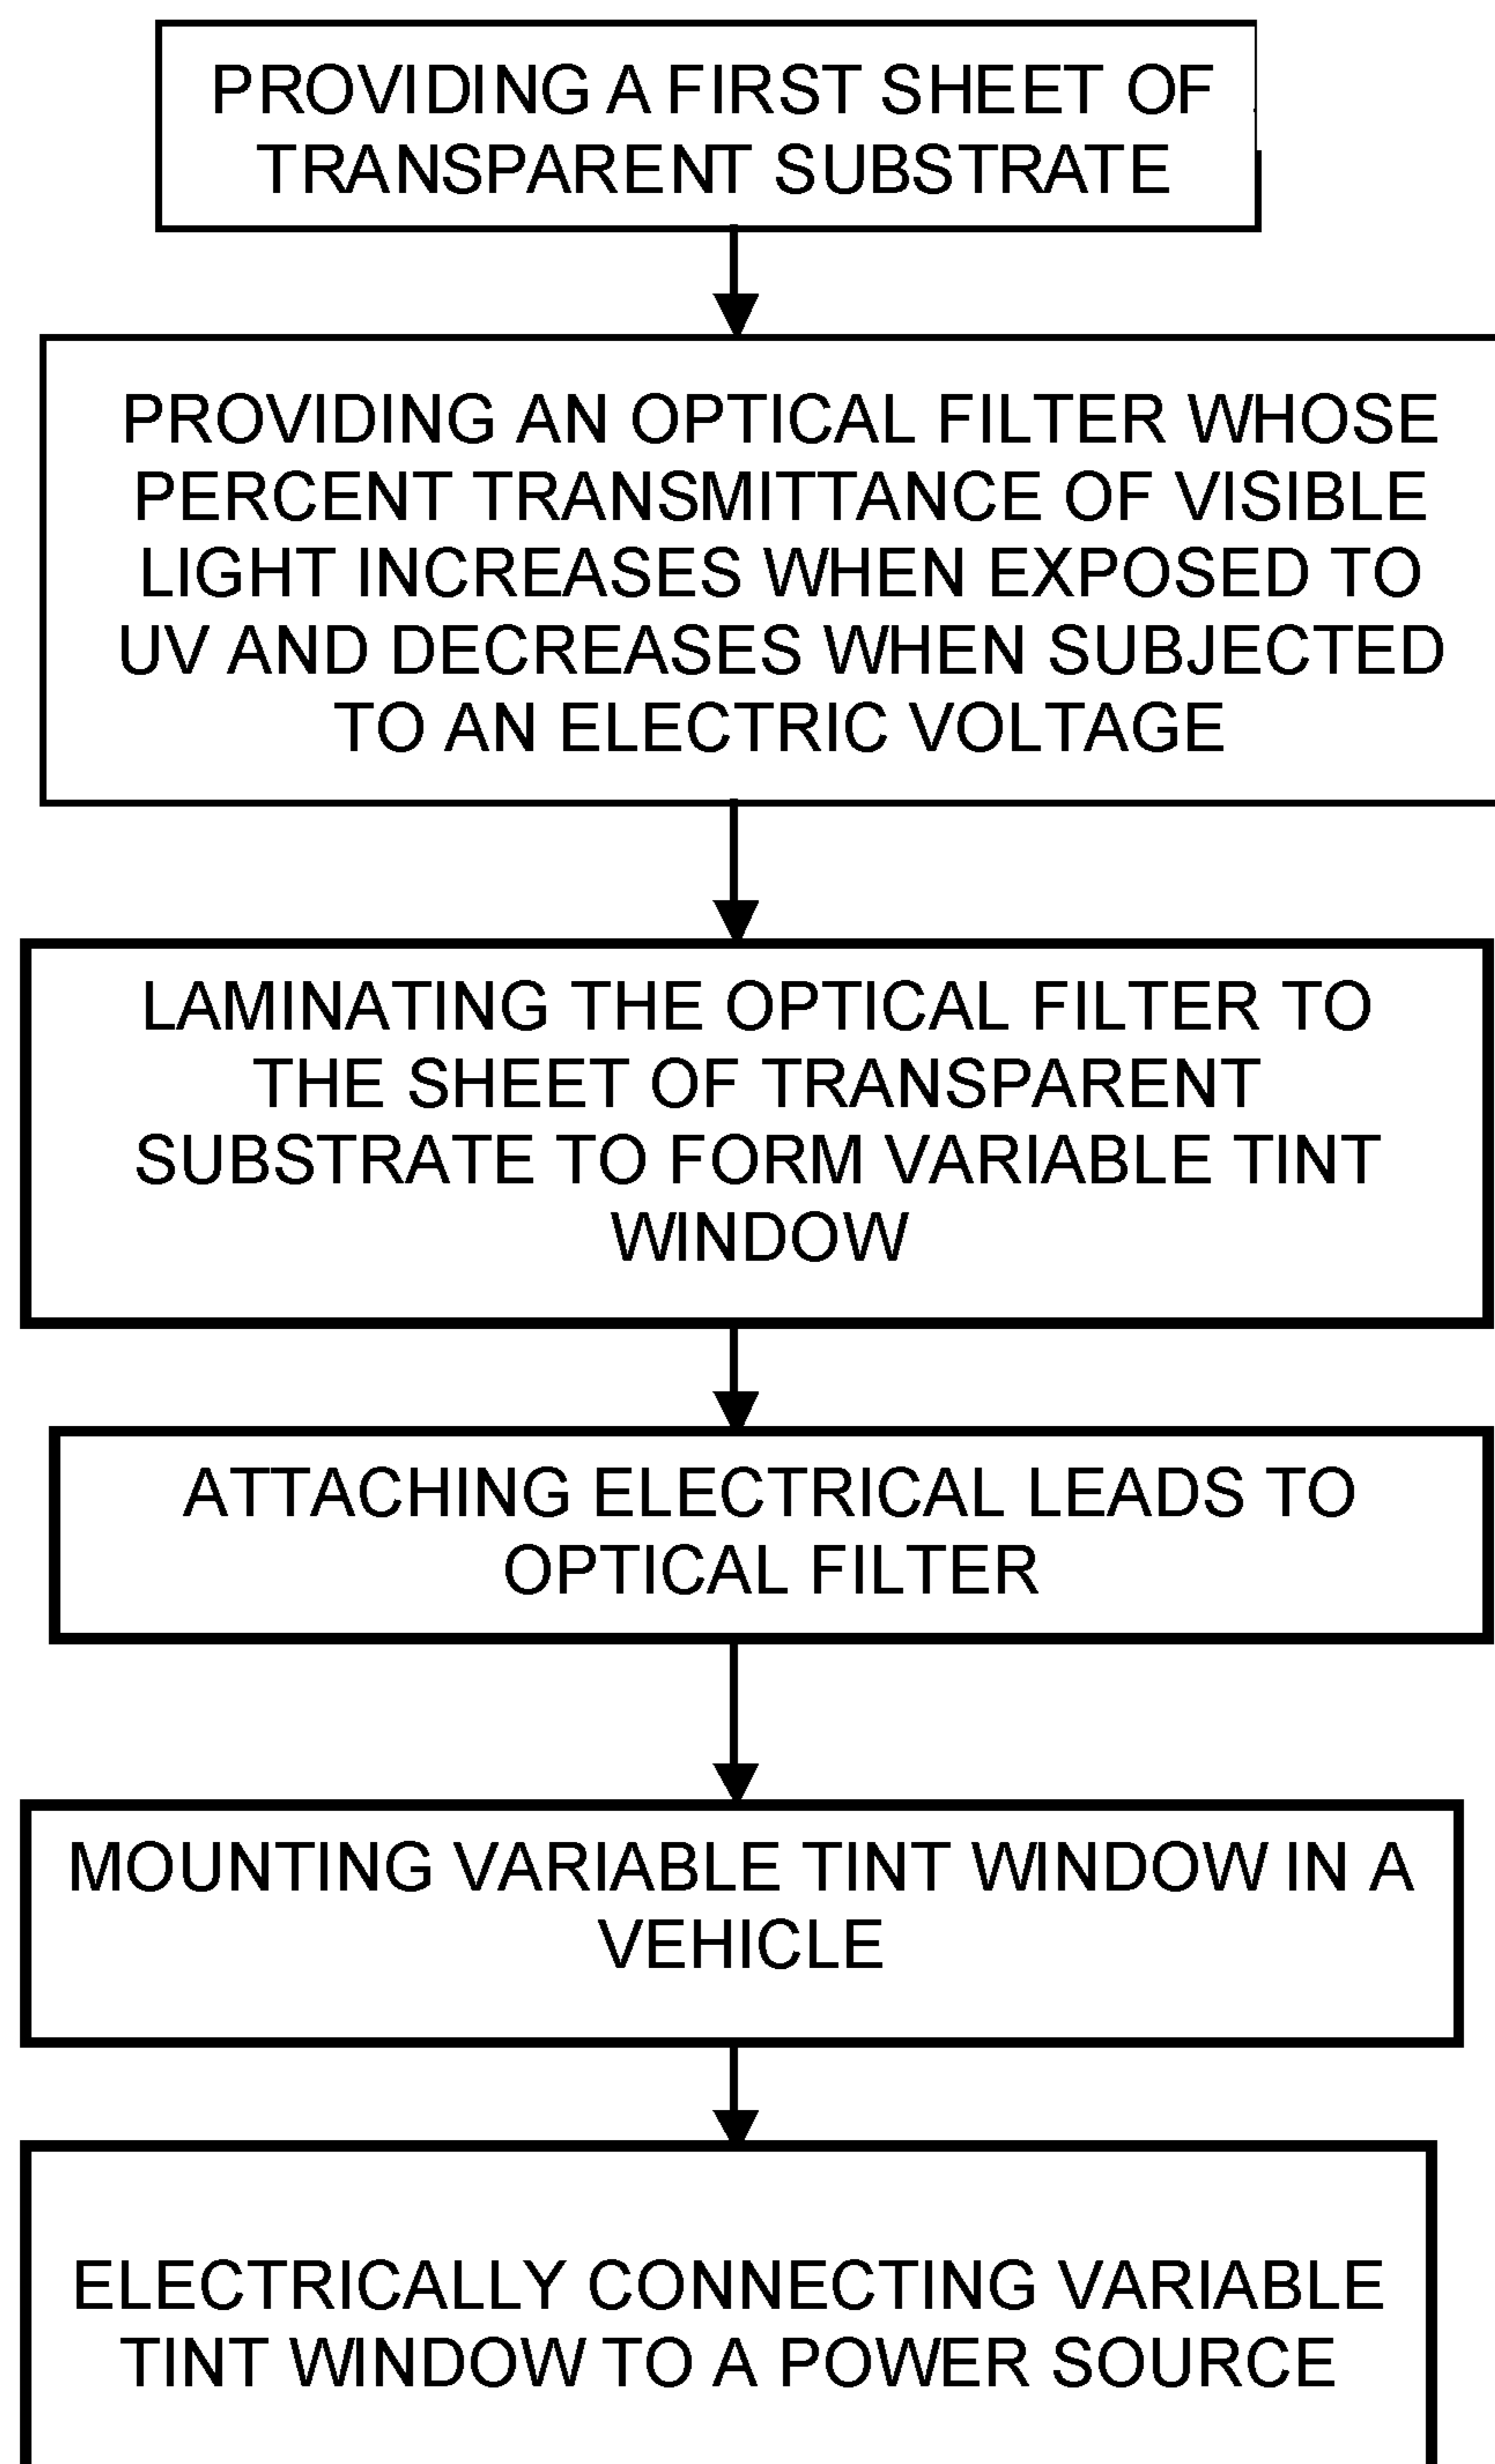 PROVIDING A FIRST SHEET OF
TRANSPARENT SUBSTRATE
PROVIDING AN OPTICAL FILTER WHOSE
PERCENT TRANSMITTANCE OF VISIBLE
LIGHT INCREASES WHEN EXPOSED TO
UV AND DECREASES WHEN SUBJECTED
TO AN ELECTRIC VOLTAGE
LAMINATING THE OPTICAL FILTER TO
THE SHEET OF TRANSPARENT
SUBSTRATE TO FORM VARIABLE TINT
WINDOW
ATTACHING ELECTRICAL LEADS TO
OPTICAL FILTER
MOUNTING VARIABLE TINT WINDOW IN A
VEHICLE
ELECTRICALLY CONNECTING VARIABLE
TINT WINDOW TO A POWER SOURCE